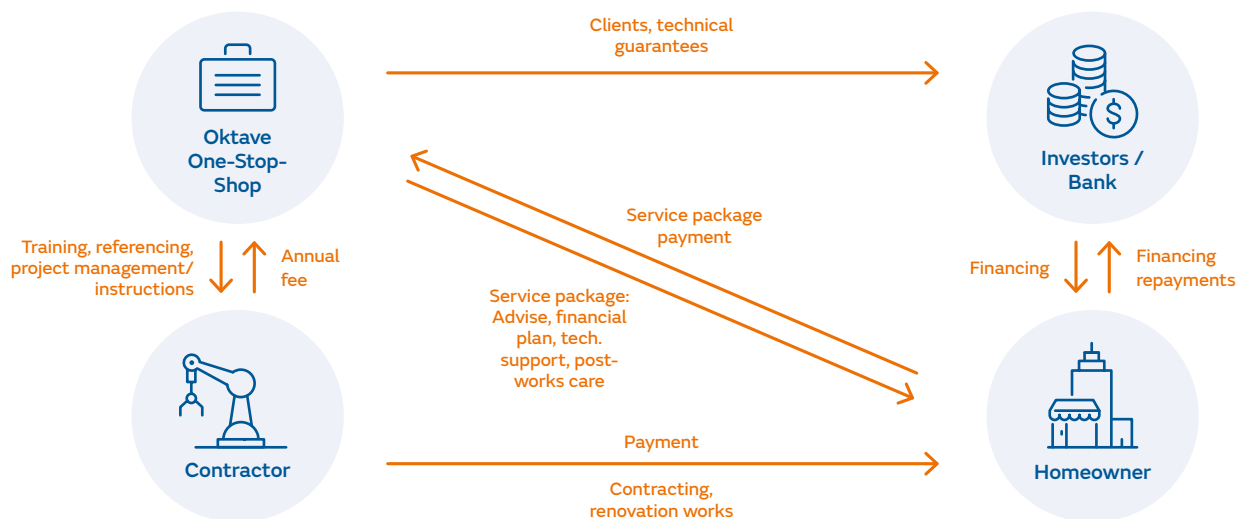 Clients, technical
guarantees
Oktave
One-Stop-
Shop
$
Investors /
Bank
Service package
payment
Training, referencing,
project management/
instructions
Annual
fee
Financing
Financing
repayments
Service package:
Advise, financial
plan, tech.
support, post-
works care
Payment
Contractor
Homeowner
Contracting,
renovation works